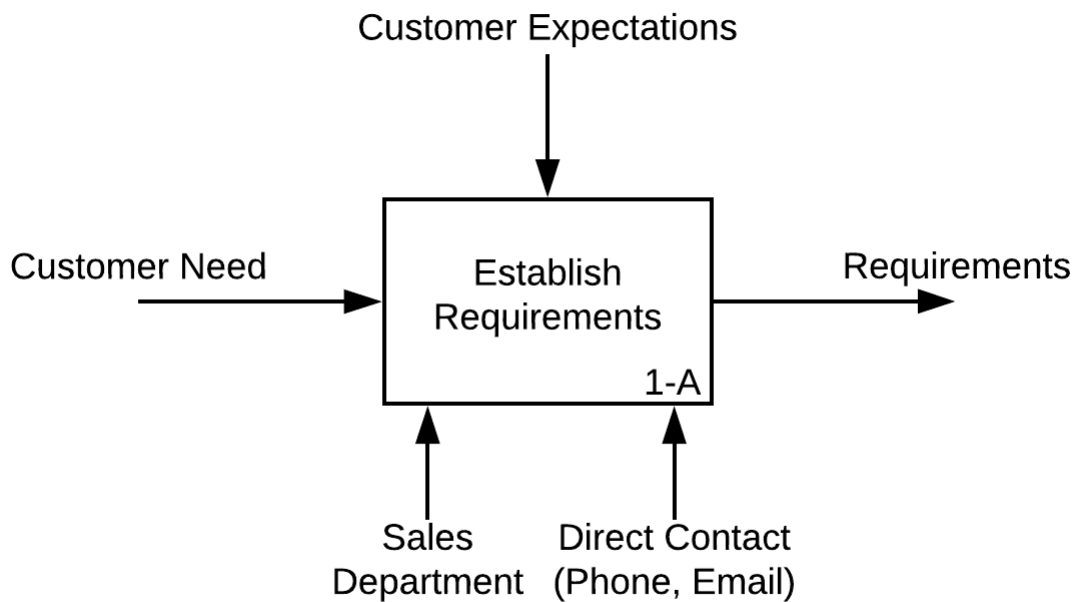 Customer Expectations
Customer Need
Requirements
Establish
Requirements
1-A
Sales
Department
Direct Contact
(Phone, Email)